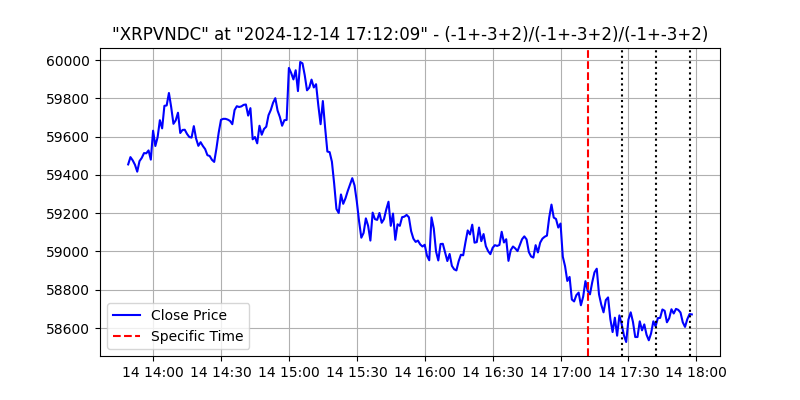 "XRPVNDC" at "2024-12-14 17:12:09" - (-1+-3+2)/(-1+-3+2)/(-1+-3+2)
60000
59800
59600
59400
59200
59000
58800
58600
Close Price
Specific Time
14 14:00 14 14:30 14 15:00 14 15:30 14 16:00 14 16:30 14 17:00 14 17:30 14 18:00